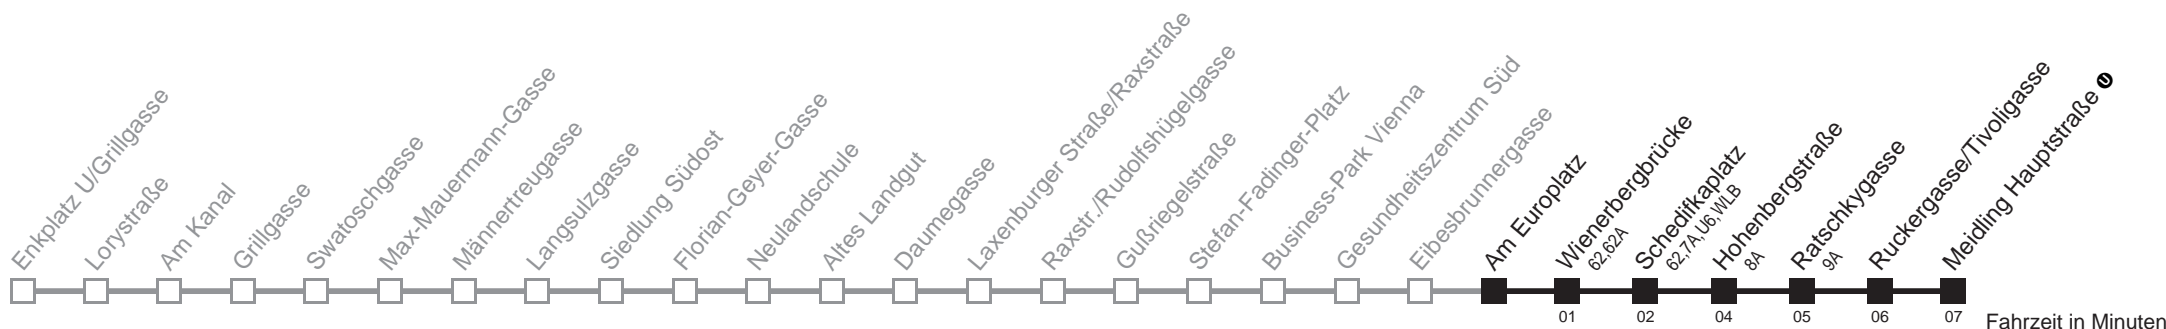 Enkplatz U/Grillgasse
Lorystraße
Am Kanal
Grillgasse
Swatoschgasse
Max-Mauermann-Gasse
Männertreugasse
Langsulzgasse
Siedlung Südost
Florian-Geyer-Gasse
Neulandschule
Altes Landgut
Daumegasse
Laxenburger Straße/Raxstraße
Raxstr./Rudolfshügelgasse
Gußriegelstraße
Stefan-Fadinger-Platz
Business-Park Vienna
Gesundheitszentrum Süd
Eibesbrunnergasse
Am Europlatz
Wienerbergbrücke
62,62A
Schedifkaplatz
62,7A,U6,WLB
Hohenbergstraße
8A
Ratschkygasse
9A
Ruckergasse/Tivoligasse
Meidling Hauptstraße U
01 02 04 05 06 07 Fahrzeit in Minuten